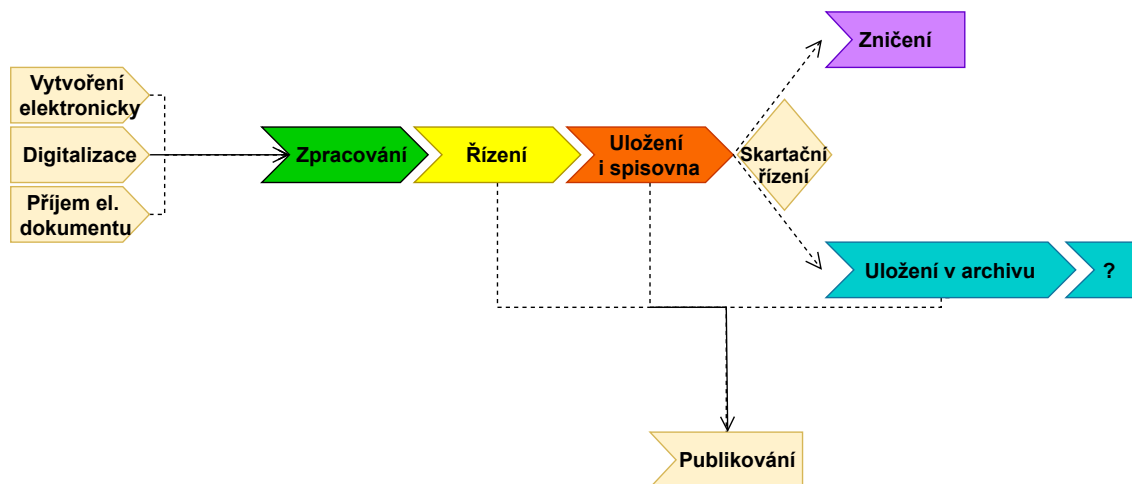 Vytvoření
elektronicky
Digitalizace
Příjem el.
dokumentu
Zpracování
Řízení
Uložení
i spisovna
Skartační
řízení
Zničení
Uložení v archivu
?
Publikování